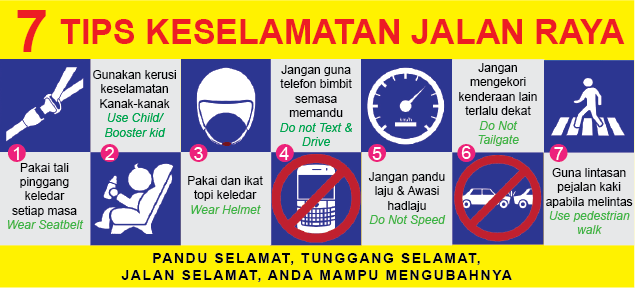 7 TIPS KESELAMATAN JALAN RAYA
1
Pakai tali
pinggang
keledar
setiap masa
Wear Seatbelt
Gunakan kerusi
keselamatan
Kanak-kanak
Use Child/
Booster kid
2
3
Pakai dan ikat
topi keledar
Wear Helmet
Jangan guna
telefon bimbit
semasa
memandu
Do not Text &
Drive
4
km/h
5
Jangan pandu
laju & Awasi
hadlaju
Do Not Speed
Jangan
mengekori
kenderaan lain
terlalu dekat
Do Not
Tailgate
6
7
Guna lintasan
pejalan kaki
apabila melintas
Use pedestrian
walk
PANDU SELAMAT, TUNGGANG SELAMAT,
JALAN SELAMAT, ANDA MAMPU MENGUBAHNYA